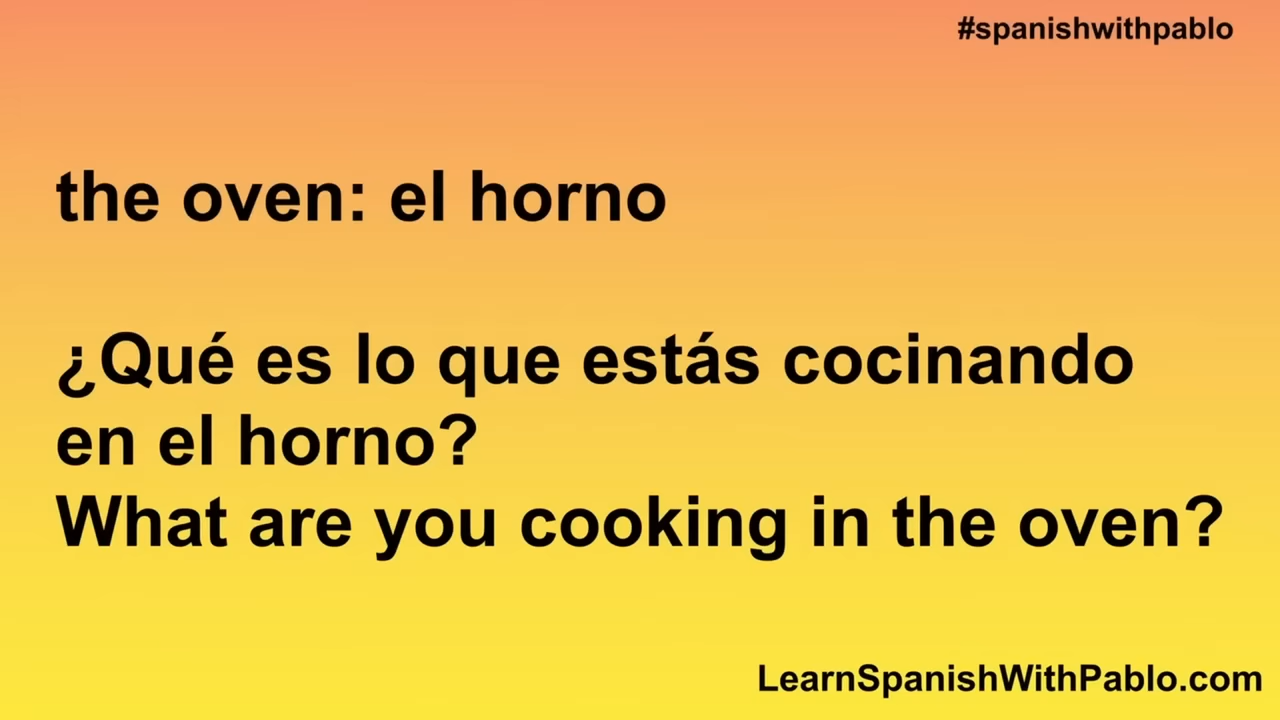 #spanishwithpablo
the oven: el horno
¿Qué es lo que estás cocinando
en el horno?
What are you cooking in the oven?
LearnSpanishWithPablo.com